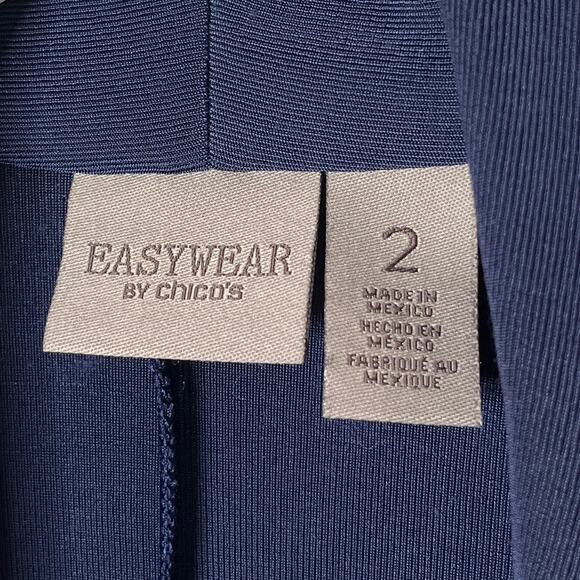 EASYWEAR
BY chico's
2
MADE IN
MEXICO
HECHO EN
MÉXICO
FABRIQUÉ AU
MEXIQUE